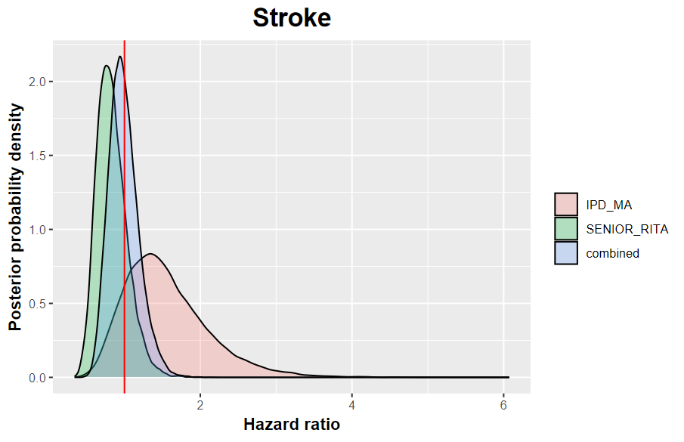 Stroke
Posterior probability density
2.0
1.5
1.0
0.5
0.0
2
4
6
Hazard ratio
IPD_MA
SENIOR_RITA
combined